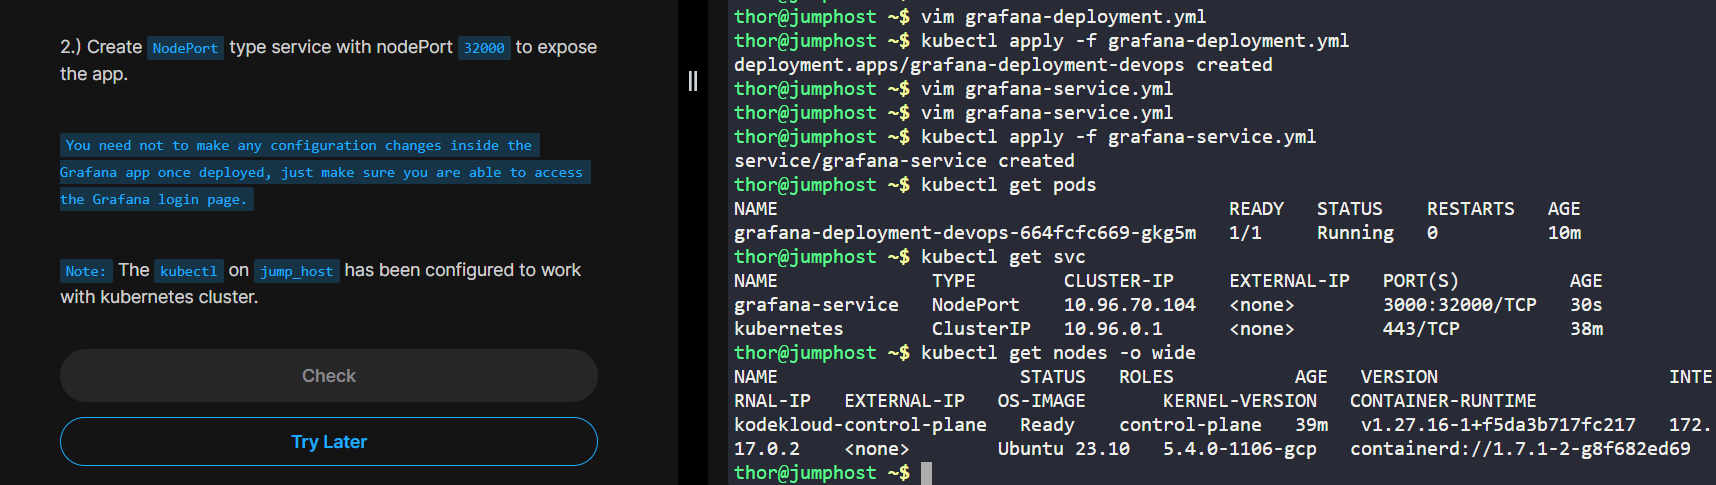 2.) Create NodePort type service with nodePort 32000 to expose
the app.
You need not to make any configuration changes inside the
Grafana app once deployed, just make sure you are able to access
the Grafana login page.
Note: The kubectl on jump_host has been configured to work
with kubernetes cluster.
Check
Try Later
thor@jumphost ~$ vim grafana-deployment.yml
thor@jumphost ~$ kubectl apply -f grafana-deployment.yml
deployment.apps/grafana-deployment-devops created
thor@jumphost ~$ vim grafana-service.yml
thor@jumphost ~$ vim grafana-service.yml
thor@jumphost ~$ kubectl apply -f grafana-service.yml
service/grafana-service created
thor@jumphost ~$ kubectl get pods
NAME READY STATUS RESTARTS AGE
grafana-deployment-devops-664fcfc669-gkg5m 1/1 Running 0 10m
thor@jumphost ~$ kubectl get svc
NAME TYPE CLUSTER-IP EXTERNAL-IP PORT(S) AGE
grafana-service NodePort 10.96.70.104 <none> 3000:32000/TCP 30s
kubernetes ClusterIP 10.96.0.1 <none> 443/TCP 38m
thor@jumphost ~$ kubectl get nodes -o wide
NAME STATUS ROLES AGE VERSION INTE
RNAL-IP EXTERNAL-IP OS-IMAGE KERNEL-VERSION CONTAINER-RUNTIME
kodekloud-control-plane Ready control-plane 39m v1.27.16-1+f5da3b717fc217 172.
17.0.2 <none> Ubuntu 23.10 5.4.0-1106-gcp containerd://1.7.1-2-g8f682ed69
thor@jumphost ~$